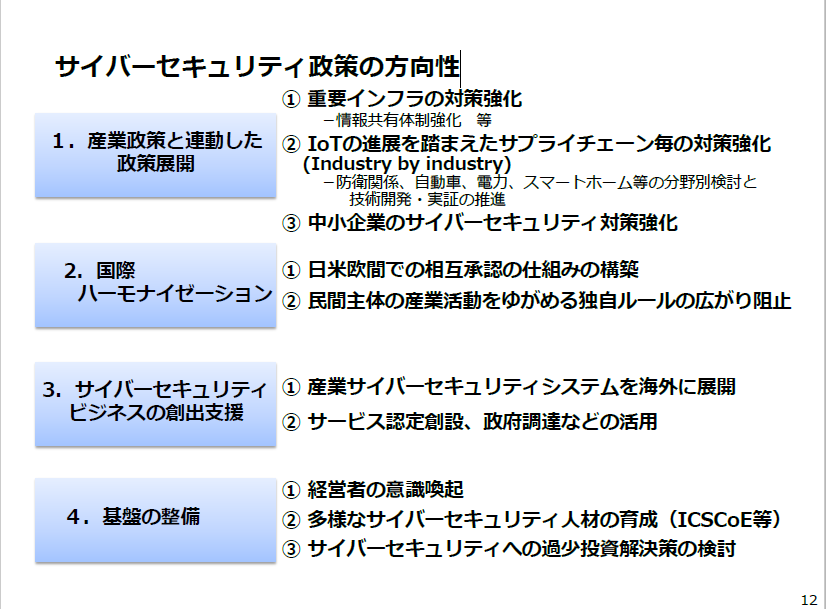 サイバーセキュリティ政策の方向性
１．産業政策と連動した
政策展開
① 重要インフラの対策強化
－情報共有体制強化　等
② IoTの進展を踏まえたサプライチェーン毎の対策強化
(Industry by industry)
－防衛関係、自動車、電力、スマートホーム等の分野別検討と
技術開発・実証の推進
③ 中小企業のサイバーセキュリティ対策強化
2．国際
ハーモナイゼーション
① 日米欧間での相互承認の仕組みの構築
② 民間主体の産業活動をゆがめる独自ルールの広がり阻止
3．サイバーセキュリティ
ビジネスの創出支援
① 産業サイバーセキュリティシステムを海外に展開
② サービス認定創設、政府調達などの活用
４．基盤の整備
① 経営者の意識喚起
② 多様なサイバーセキュリティ人材の育成（ICSCoE等）
③ サイバーセキュリティへの過少投資解決策の検討
12